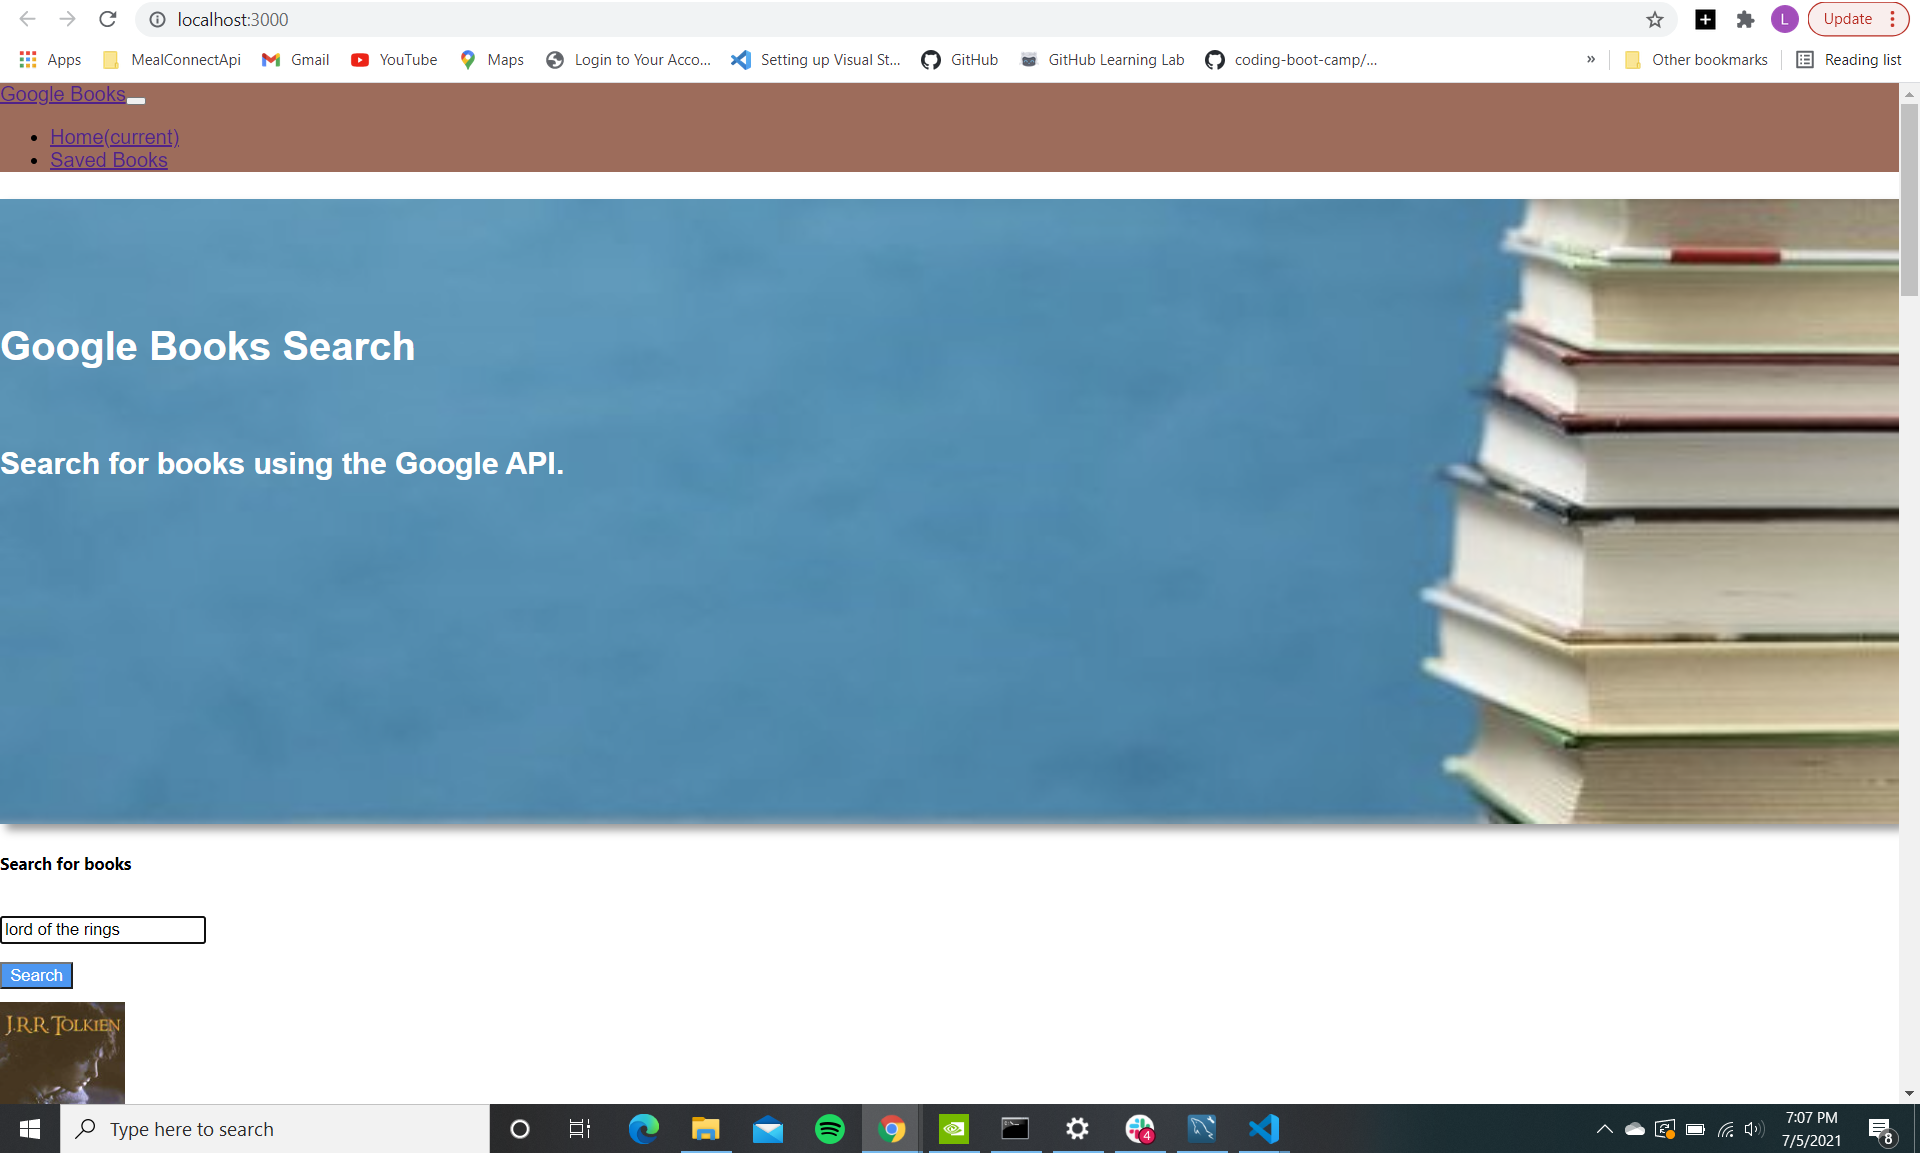 localhost:3000
L
Update
Apps
MealConnectApi
Gmail
YouTube
Maps
Login to Your Acco...
Setting up Visual St...
GitHub
GitHub Learning Lab
coding-boot-camp/...
»
Other bookmarks
Reading list
Google Books
Home(current)
Saved Books
Google Books Search
Search for books using the Google API.
Search for books
lord of the rings
Search
J.R.R. TOLKIEN
Type here to search
4
7:07 PM
7/5/2021
8